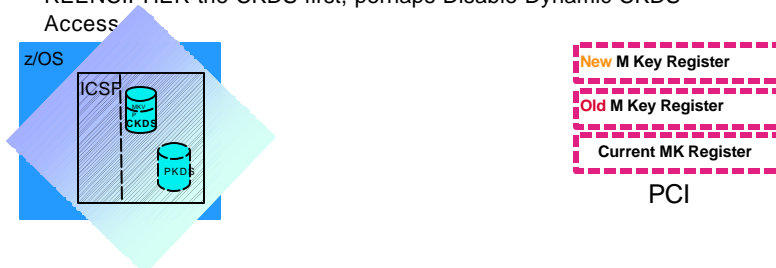 REENCIPHER the CKDS first, perhaps Disable Dynamic CKDS
Access
z/OS
ICSF
MKV
P
CKDS
PKDS
New M Key Register
Old M Key Register
Current MK Register
PCI